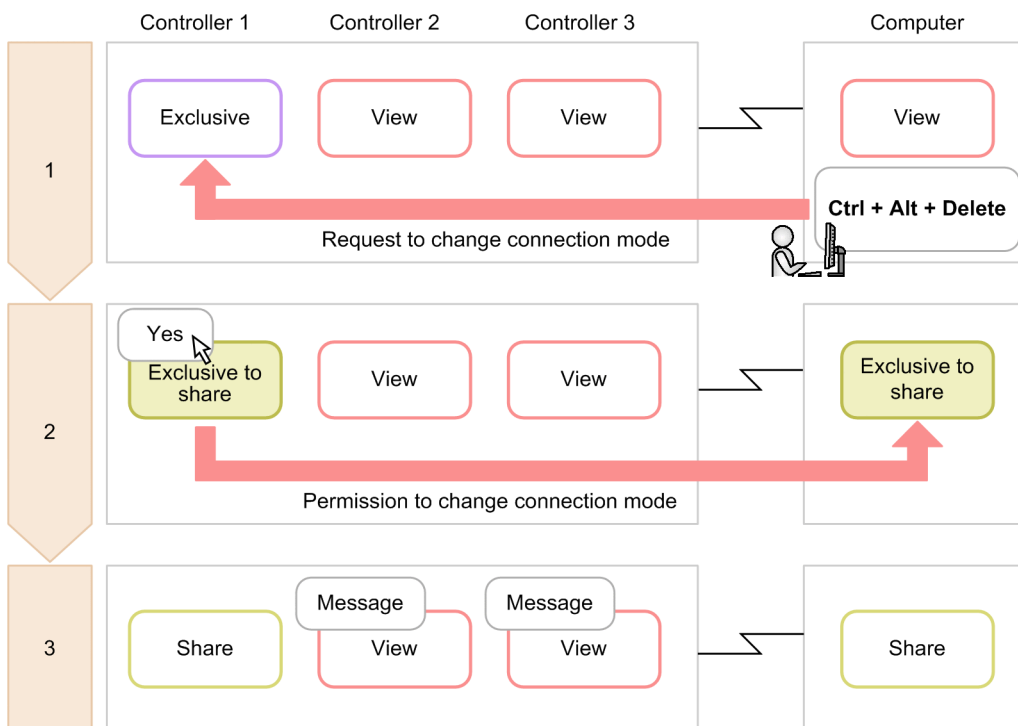 Controller 1
Controller 2
Controller 3
Computer
1
Exclusive
View
View
View
Ctrl + Alt + Delete
Request to change connection mode
2
Yes
Exclusive to
share
View
View
Exclusive to
share
Permission to change connection mode
3
Message
Message
Share
View
View
Share